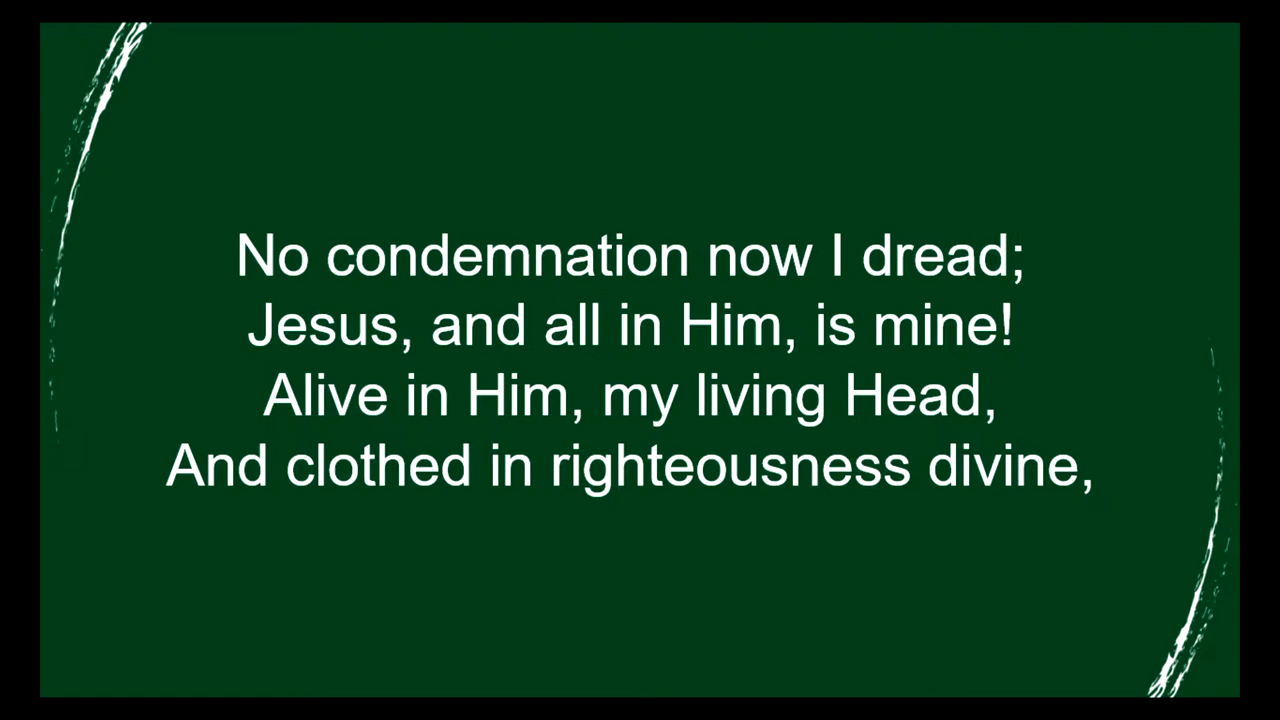 No condemnation now I dread;
Jesus, and all in Him, is mine!
Alive in Him, my living Head,
And clothed in righteousness divine,